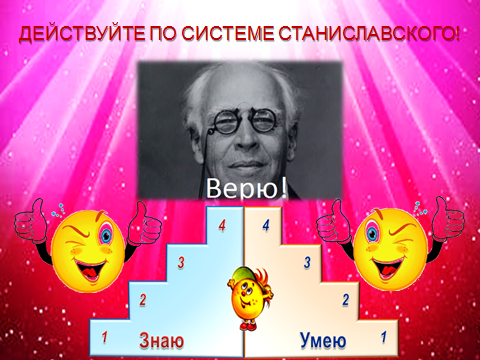 ДЕЙСТВУЙТЕ ПО СИСТЕМЕ СТАНИСЛАВСКОГО!
Верю!
4 4
3 3
2 2
1 Знаю Умею 1